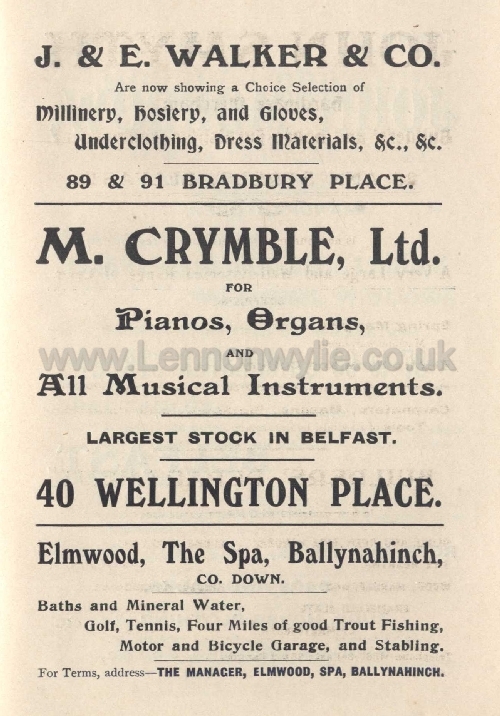 J. & E. WALKER & CO.
Are now showing a Choice Selection of
Millinery, Hosiery, and Gloves,
Underclothing, Dress Materials, &c., &c.
89 & 91 BRADBURY PLACE.
M. CRYMBLE, Ltd.
FOR
Pianos, Organs,
AND
www.Lennonwylie.co.uk
All Musical Instruments.
LARGEST STOCK IN BELFAST.
40 WELLINGTON PLACE.
Elmwood, The Spa, Ballynahinch,
CO. DOWN.
Baths and Mineral Water,
Golf, Tennis, Four Miles of good Trout Fishing,
Motor and Bicycle Garage, and Stabling.
For Terms, address—THE MANAGER, ELMWOOD, SPA, BALLYNAHINCH.